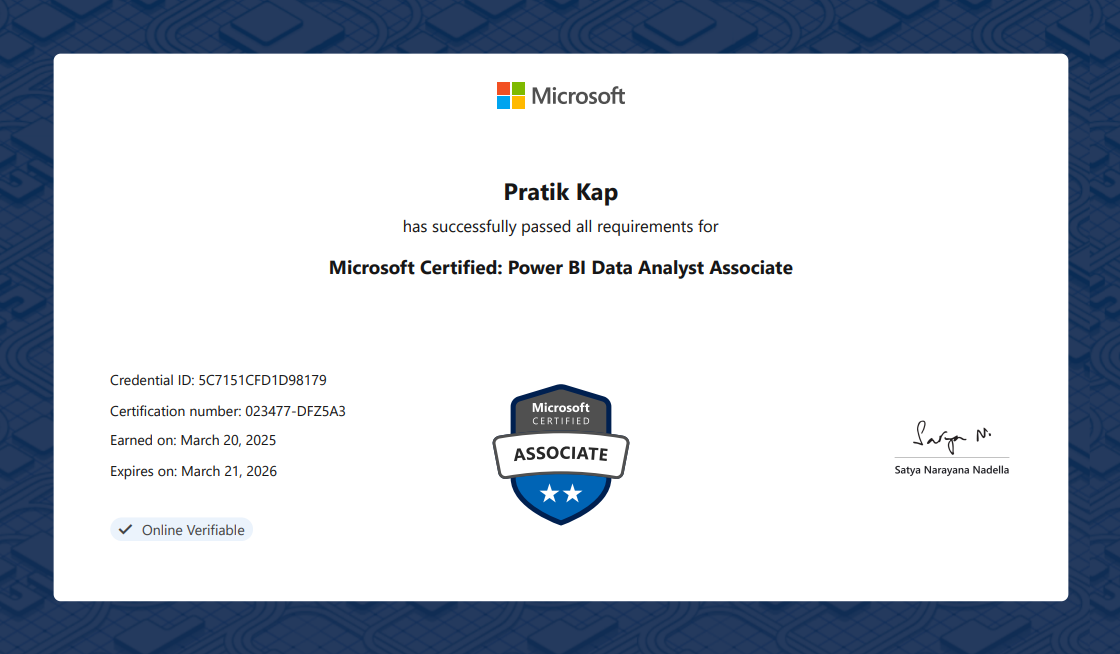 Microsoft
Pratik Kap
has successfully passed all requirements for
Microsoft Certified: Power BI Data Analyst Associate
Credential ID: 5C7151CFD1D98179
Certification number: 023477-DFZ5A3
Earned on: March 20, 2025
Expires on: March 21, 2026
Online Verifiable
Microsoft
CERTIFIED
ASSOCIATE
Satya N.
Satya Narayana Nadella